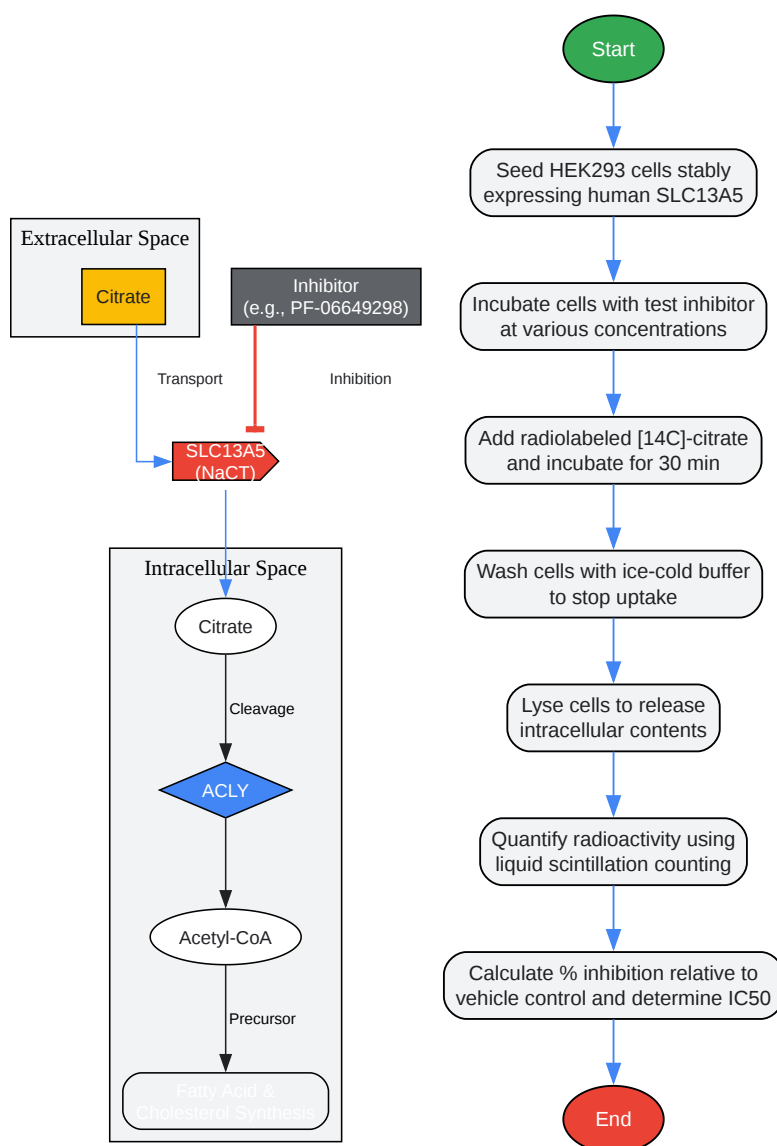 Extracellular Space
Citrate
Inhibitor
(e.g., PF-06649298)
Transport
Inhibition
SLC13A5
(NaCT)
Intracellular Space
Citrate
Cleavage
ACLY
Acetyl-CoA
Precursor
Fatty Acid &
Cholesterol Synthesis
Start
Seed HEK293 cells stably
expressing human SLC13A5
Incubate cells with test inhibitor
at various concentrations
Add radiolabeled [14C]-citrate
and incubate for 30 min
Wash cells with ice-cold buffer
to stop uptake
Lyse cells to release
intracellular contents
Quantify radioactivity using
liquid scintillation counting
Calculate % inhibition relative to
vehicle control and determine IC50
End